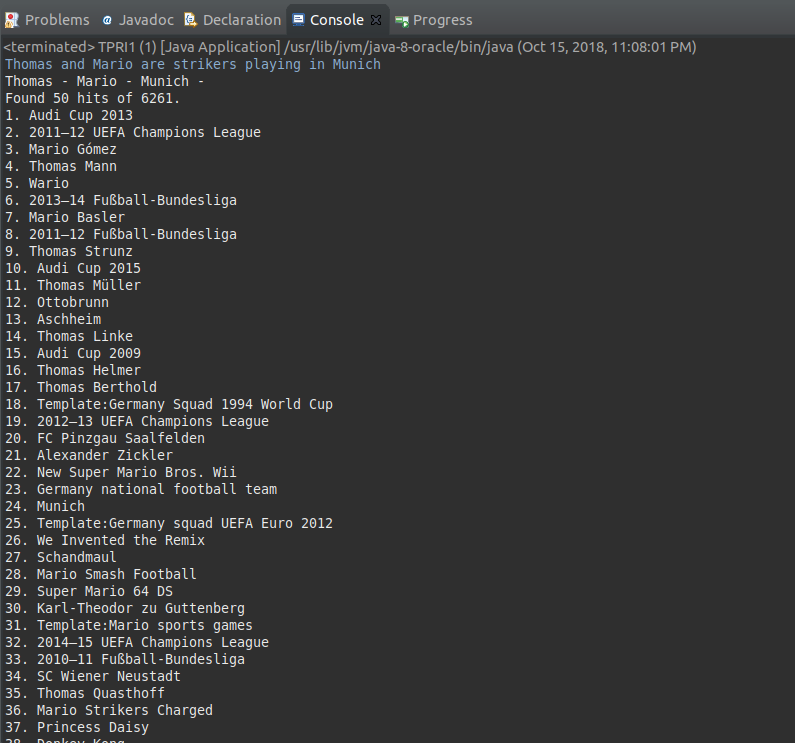 Problems Javadoc Declaration Console Progress
<terminated> TPRI1 (1) [Java Application] /usr/lib/jvm/java-8-oracle/bin/java (Oct 15, 2018, 11:08:01 PM)
Thomas and Mario are strikers playing in Munich
Thomas - Mario - Munich -
Found 50 hits of 6261.
1. Audi Cup 2013
2. 2011–12 UEFA Champions League
3. Mario Gómez
4. Thomas Mann
5. Wario
6. 2013–14 Fußball-Bundesliga
7. Mario Basler
8. 2011–12 Fußball-Bundesliga
9. Thomas Strunz
10. Audi Cup 2015
11. Thomas Müller
12. Ottobrunn
13. Aschheim
14. Thomas Linke
15. Audi Cup 2009
16. Thomas Helmer
17. Thomas Berthold
18. Template:Germany Squad 1994 World Cup
19. 2012–13 UEFA Champions League
20. FC Pinzgau Saalfelden
21. Alexander Zickler
22. New Super Mario Bros. Wii
23. Germany national football team
24. Munich
25. Template:Germany squad UEFA Euro 2012
26. We Invented the Remix
27. Schandmaul
28. Mario Smash Football
29. Super Mario 64 DS
30. Karl-Theodor zu Guttenberg
31. Template:Mario sports games
32. 2014–15 UEFA Champions League
33. 2010–11 Fußball-Bundesliga
34. SC Wiener Neustadt
35. Thomas Quasthoff
36. Mario Strikers Charged
37. Princess Daisy
38. Donkey Kong